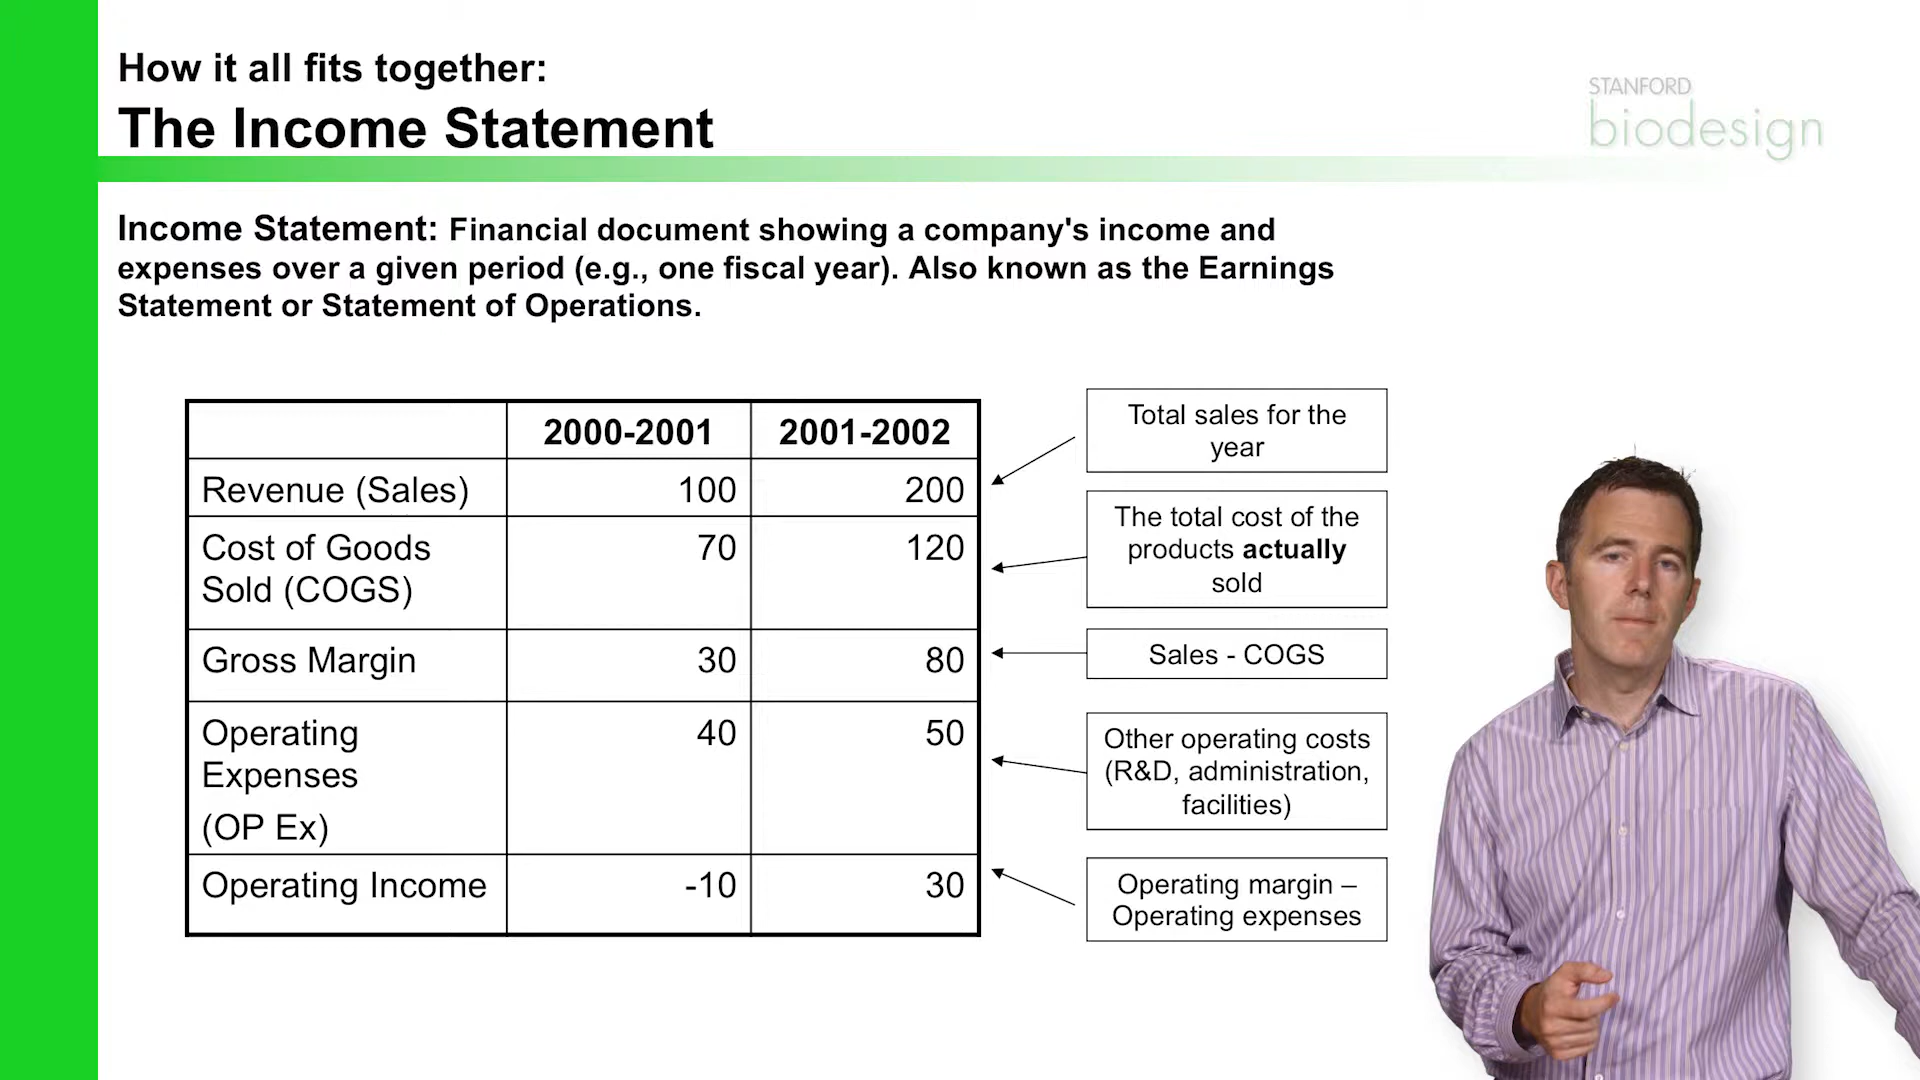 How it all fits together:
The Income Statement
STANFORD
biodesign
Income Statement: Financial document showing a company's income and
expenses over a given period (e.g., one fiscal year). Also known as the Earnings
Statement or Statement of Operations.
2000-2001 2001-2002
Revenue (Sales) 100 200
Cost of Goods 70 120
Sold (COGS)
Gross Margin 30 80
Operating 40 50
Expenses
(OP Ex)
Operating Income -10 30
Total sales for the
year
The total cost of the
products actually
sold
Sales - COGS
Other operating costs
(R&D, administration,
facilities)
Operating margin –
Operating expenses